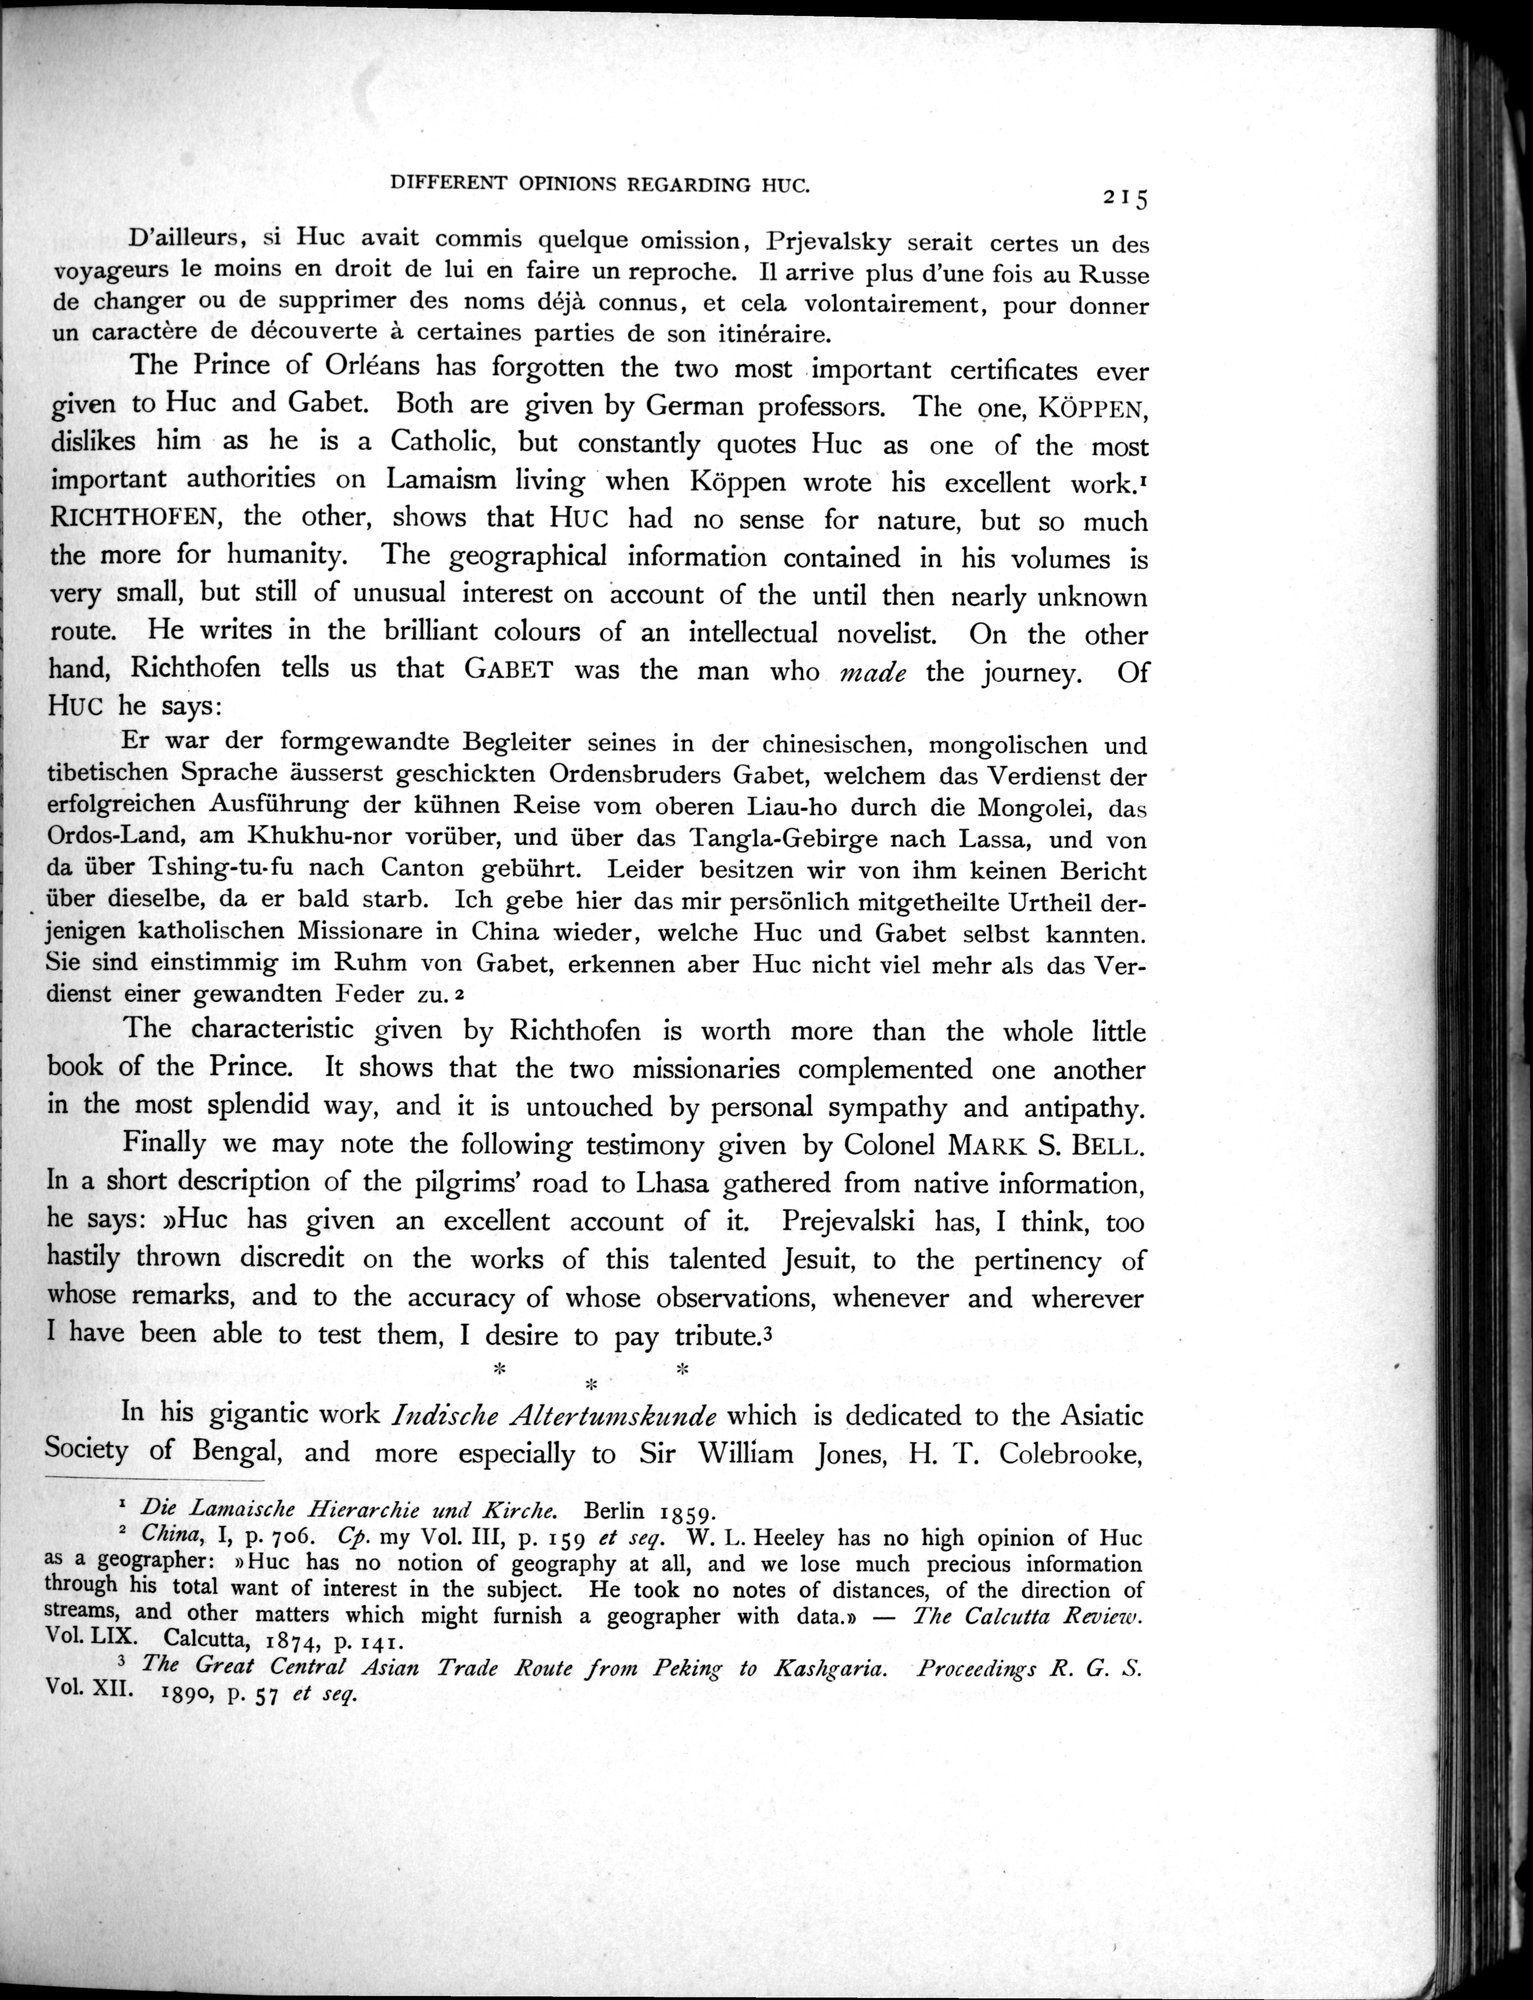 DIFFERENT OPINIONS REGARDING HUC.
215
D'ailleurs, si Huc avait commis quelque omission, Prjevalsky serait certes un des
voyageurs le moins en droit de lui en faire un reproche. Il arrive plus d'une fois au Russe
de changer ou de supprimer des noms déjà connus, et cela volontairement, pour donner
un caractère de découverte à certaines parties de son itinéraire.
The Prince of Orléans has forgotten the two most important certificates ever
given to Huc and Gabet. Both are given by German professors. The one, KÖPPEN,
dislikes him as he is a Catholic, but constantly quotes Huc as one of the most
important authorities on Lamaism living when Köppen wrote his excellent work.¹
RICHTHOFEN, the other, shows that HUC had no sense for nature, but so much
the more for humanity. The geographical information contained in his volumes is
very small, but still of unusual interest on account of the until then nearly unknown
route. He writes in the brilliant colours of an intellectual novelist. On the other
hand, Richthofen tells us that GABET was the man who made the journey. Of
HUC he says:
Er war der formgewandte Begleiter seines in der chinesischen, mongolischen und
tibetischen Sprache äusserst geschickten Ordensbruders Gabet, welchem das Verdienst der
erfolgreichen Ausführung der kühnen Reise vom oberen Liau-ho durch die Mongolei, das
Ordos-Land, am Khukhu-nor vorüber, und über das Tangla-Gebirge nach Lassa, und von
da über Tshing-tu-fu nach Canton gebührt. Leider besitzen wir von ihm keinen Bericht
über dieselbe, da er bald starb. Ich gebe hier das mir persönlich mitgetheilte Urtheil der-
jenigen katholischen Missionare in China wieder, welche Huc und Gabet selbst kannten.
Sie sind einstimmig im Ruhm von Gabet, erkennen aber Huc nicht viel mehr als das Ver-
dienst einer gewandten Feder zu.²
The characteristic given by Richthofen is worth more than the whole little
book of the Prince. It shows that the two missionaries complemented one another
in the most splendid way, and it is untouched by personal sympathy and antipathy.
Finally we may note the following testimony given by Colonel MARK S. BELL.
In a short description of the pilgrims' road to Lhasa gathered from native information,
he says: »Huc has given an excellent account of it. Prejevalski has, I think, too
hastily thrown discredit on the works of this talented Jesuit, to the pertinency of
whose remarks, and to the accuracy of whose observations, whenever and wherever
I have been able to test them, I desire to pay tribute.³
* * *
In his gigantic work Indische Altertumskunde which is dedicated to the Asiatic
Society of Bengal, and more especially to Sir William Jones, H. T. Colebrooke,
¹ Die Lamaische Hierarchie und Kirche. Berlin 1859.
² China, I, p. 706. Cp. my Vol. III, p. 159 et seq. W. L. Heeley has no high opinion of Huc
as a geographer: »Huc has no notion of geography at all, and we lose much precious information
through his total want of interest in the subject. He took no notes of distances, of the direction of
streams, and other matters which might furnish a geographer with data.» — The Calcutta Review.
Vol. LIX. Calcutta, 1874, p. 141.
³ The Great Central Asian Trade Route from Peking to Kashgaria. Proceedings R. G. S.
Vol. XII. 1890, p. 57 et seq.